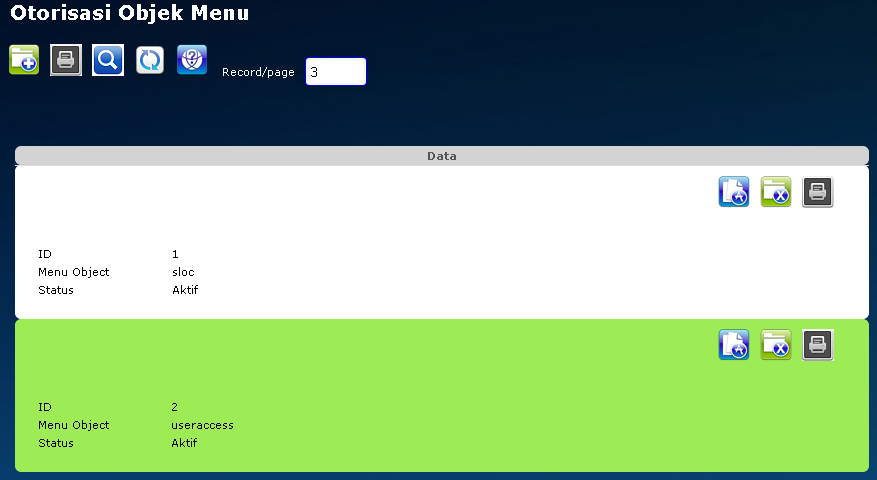 Otorisasi Objek Menu
Record/page 3
Data
ID 1
Menu Object sloc
Status Aktif
ID 2
Menu Object useraccess
Status Aktif